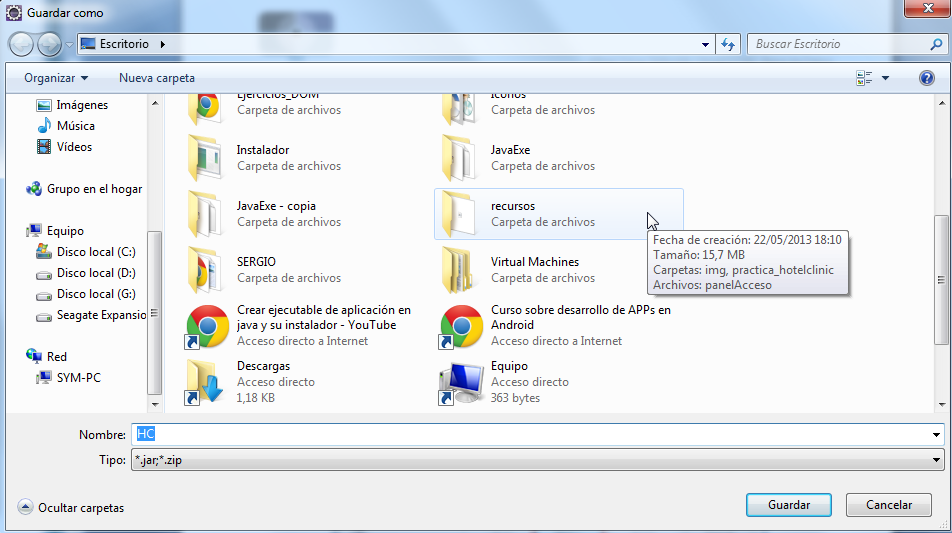 Guardar como
Escritorio
Buscar Escritorio
Organizar
Nueva carpeta
Imágenes
Música
Vídeos
Grupo en el hogar
Equipo
Disco local (C:)
Disco local (D:)
Disco local (G:)
Seagate Expansio
Red
SYM-PC
Ejercicios_DOM
Carpeta de archivos
Iconos
Carpeta de archivos
Instalador
Carpeta de archivos
JavaExe
Carpeta de archivos
JavaExe - copia
Carpeta de archivos
recursos
Carpeta de archivos
SERGIO
Carpeta de archivos
Virtual Machines
Carpeta de archivos
Fecha de creación: 22/05/2013 18:10
Tamaño: 15,7 MB
Carpetas: img, practica_hotelclinic
Archivos: panelAcceso
Crear ejecutable de aplicación en
java y su instalador - YouTube
Acceso directo a Internet
Curso sobre desarrollo de APPs en
Android
Acceso directo a Internet
Descargas
Acceso directo
1,18 KB
Equipo
Acceso directo
363 bytes
Nombre: HC
Tipo: *.jar;*.zip
Ocultar carpetas
Guardar
Cancelar